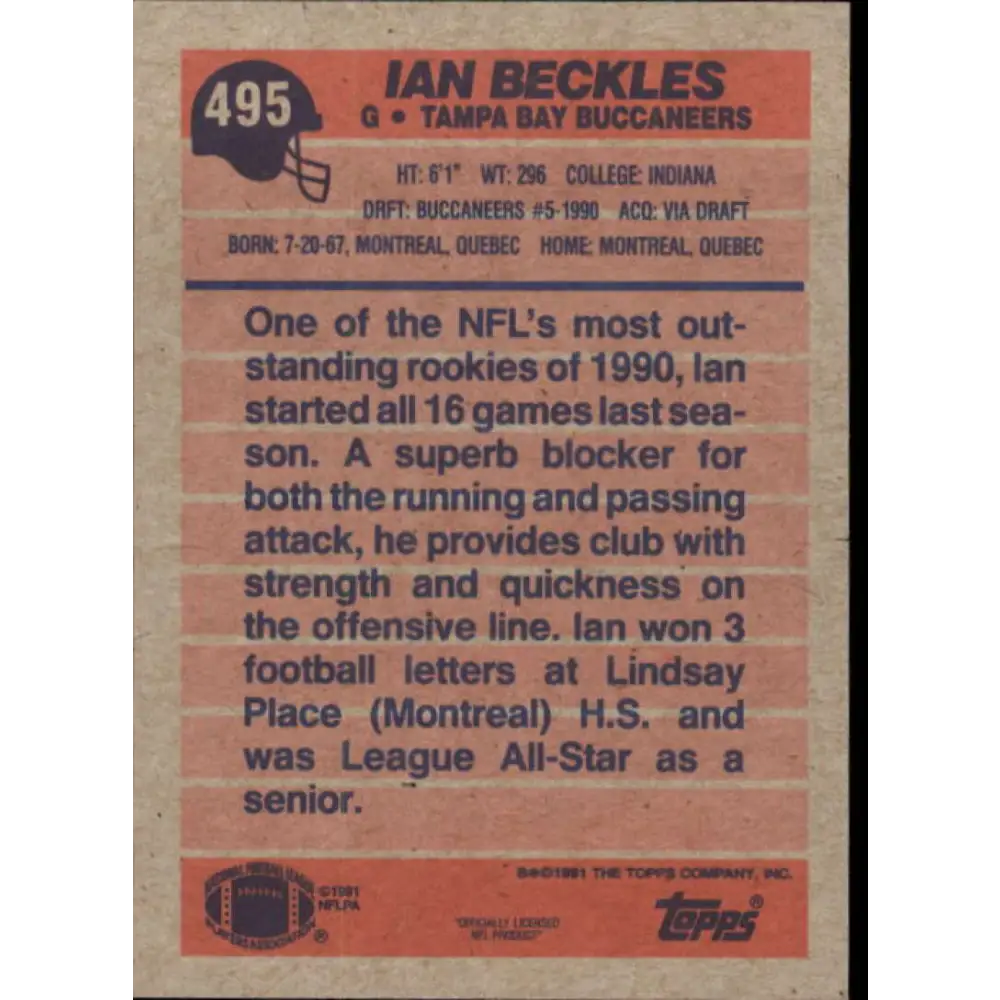 495
IAN BECKLES
G • TAMPA BAY BUCCANEERS
HT: 6'1" WT: 296 COLLEGE: INDIANA
DRFT: BUCCANEERS #5-1990 ACQ: VIA DRAFT
BORN: 7-20-67, MONTREAL, QUEBEC HOME: MONTREAL, QUEBEC
One of the NFL's most out-
standing rookies of 1990, Ian
started all 16 games last sea-
son. A superb blocker for
both the running and passing
attack, he provides club with
strength and quickness on
the offensive line. Ian won 3
football letters at Lindsay
Place (Montreal) H.S. and
was League All-Star as a
senior.
©1991 THE TOPPS COMPANY, INC.
©1991
NFLPA
®
"OFFICIALLY LICENSED
NFL PRODUCT"
topps®